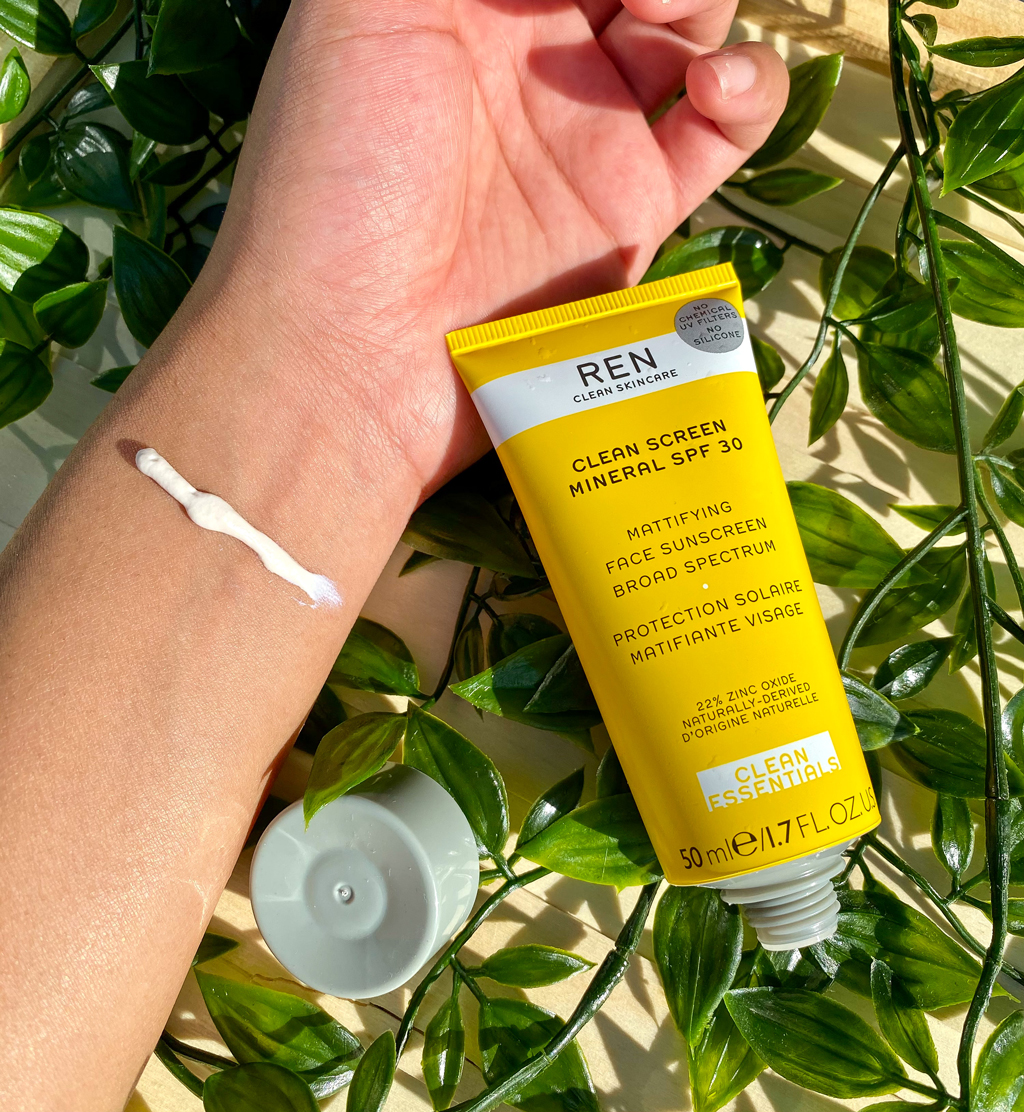 NO
CHEMICAL
UV FILTERS
NO
SILICONE
REN
CLEAN SKINCARE
CLEAN SCREEN
MINERAL SPF 30
MATTIFYING
FACE SUNSCREEN
BROAD SPECTRUM
PROTECTION SOLAIRE
MATIFIANTE VISAGE
22% ZINC OXIDE
NATURALLY-DERIVED
D'ORIGINE NATURELLE
CLEAN
ESSENTIALS
50 ml e/1.7 FL.OZ US